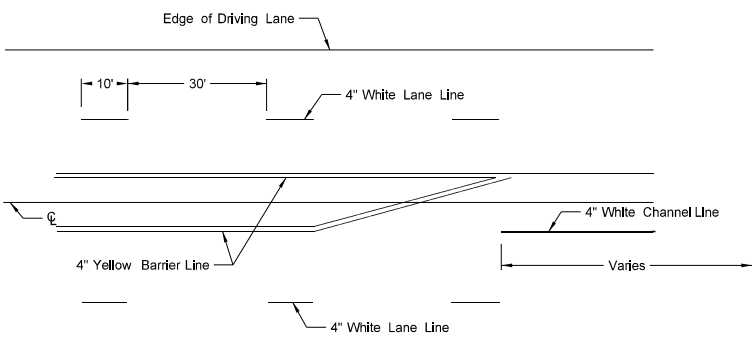 Edge of Driving Lane
10'
30'
4" White Lane Line
℄
4" White Channel Line
4" Yellow Barrier Line
Varies
4" White Lane Line